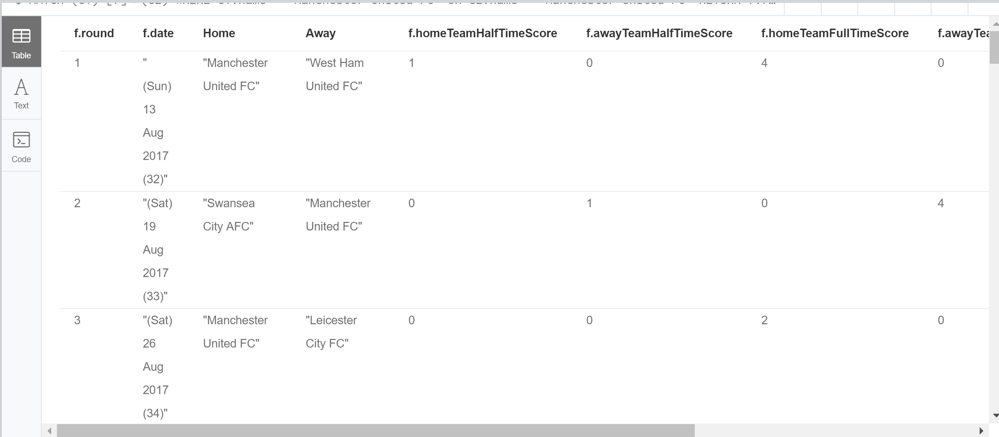 f.round f.date Home Away f.homeTeamHalfTimeScore f.awayTeamHalfTimeScore f.homeTeamFullTimeScore f.awayTea
Table
Text
Code
1 " "Manchester "West Ham 1 0 4 0
(Sun) United FC" United FC"
13
Aug
2017
(32)"
2 "(Sat) "Swansea "Manchester 0 1 0 4
19 City AFC" United FC"
Aug
2017
(33)"
3 "(Sat) "Manchester "Leicester 0 0 2 0
26 United FC" City FC"
Aug
2017
(34)"